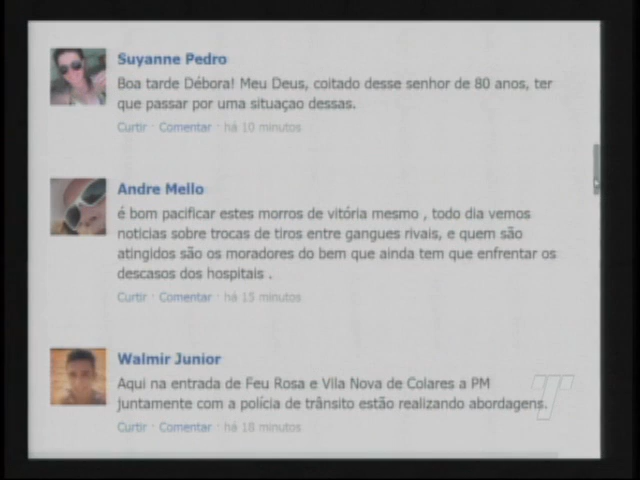 Suyanne Pedro
Boa tarde Débora! Meu Deus, coitado desse senhor de 80 anos, ter
que passar por uma situaçao dessas.
Curtir · Comentar · há 10 minutos
Andre Mello
é bom pacificar estes morros de vitória mesmo , todo dia vemos
noticias sobre trocas de tiros entre gangues rivais, e quem são
atingidos são os moradores do bem que ainda tem que enfrentar os
descasos dos hospitais .
Curtir · Comentar · há 15 minutos
Walmir Junior
Aqui na entrada de Feu Rosa e Vila Nova de Colares a PM
juntamente com a polícia de trânsito estão realizando abordagens.
Curtir · Comentar · há 18 minutos